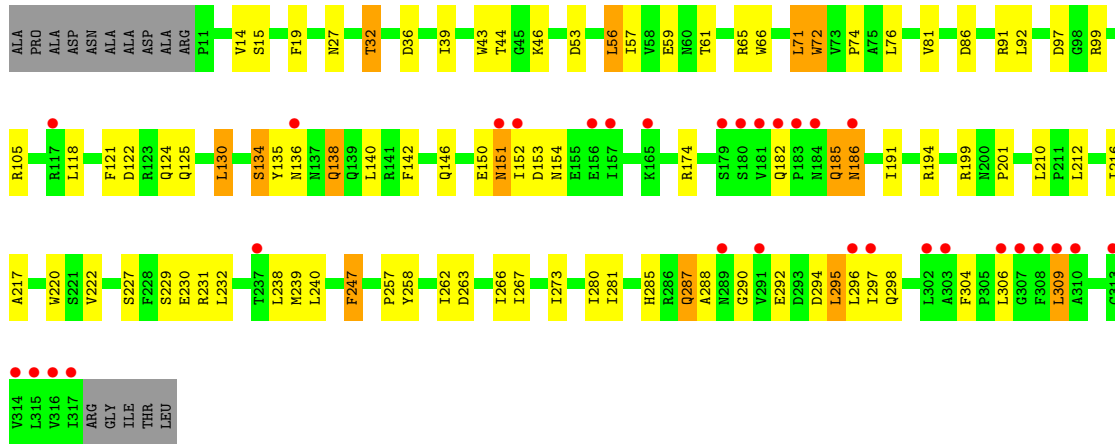 ALA PRO ALA ASP ASN ALA ALA ASP ALA ARG P11 V14 S15 F19 N27 T32 D36 I39 W43 T44 G45 K46 D53 L56 I57 V58 E59 N60 T61 R65 W66 L71 W72 V73 P74 A75 L76 V81 D86 R91 L92 D97 G98 R99
R105 R117 L118 F121 D122 R123 Q124 Q125 L130 S134 Y135 N136 N137 Q138 Q139 L140 R141 F142 Q146 E150 N151 I152 D153 N154 E155 E156 I157 K165 R174 S179 S180 V181 Q182 P183 N184 Q185 N186 I191 R194 R199 N200 P201 L210 P211 L212 I216
A217 W220 S221 V222 S227 F228 S229 E230 R231 L232 T237 L238 M239 L240 F247 P257 Y258 I262 D263 I266 I267 I273 I280 I281 H285 R286 Q287 A288 N289 G290 V291 E292 D293 D294 L295 L296 I297 Q298 L302 A303 F304 P305 L306 G307 F308 L309 A310 G313
V314 L315 V316 I317 ARG GLY ILE THR LEU